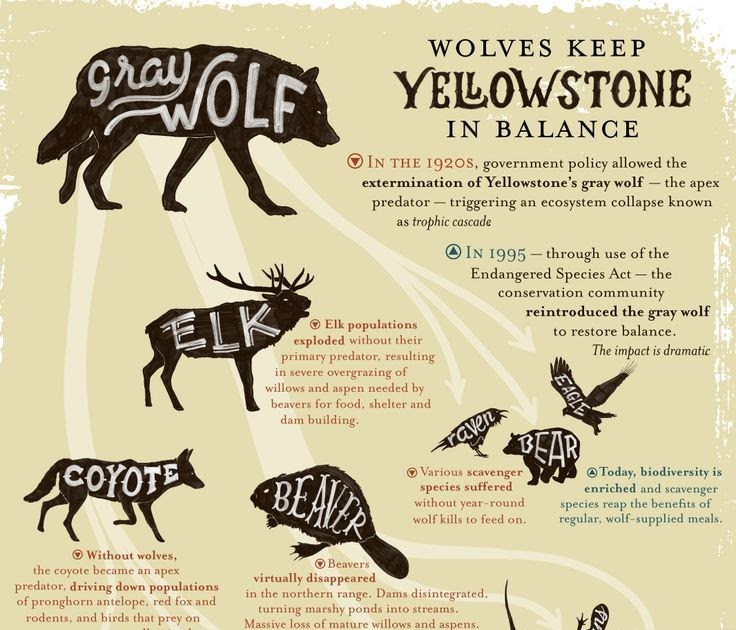 gray WOLF
WOLVES KEEP
YELLOWSTONE
IN BALANCE
IN THE 1920S, government policy allowed the
extermination of Yellowstone's gray wolf — the apex
predator — triggering an ecosystem collapse known
as trophic cascade
IN 1995 — through use of the
Endangered Species Act — the
conservation community
reintroduced the gray wolf
to restore balance.
The impact is dramatic
ELK
Elk populations
exploded without their
primary predator, resulting
in severe overgrazing of
willows and aspen needed by
beavers for food, shelter and
dam building.
EAGLE
raven
BEAR
Various scavenger
species suffered
without year-round
wolf kills to feed on.
Today, biodiversity is
enriched and scavenger
species reap the benefits of
regular, wolf-supplied meals.
COYOTE
Without wolves,
the coyote became an apex
predator, driving down populations
of pronghorn antelope, red fox and
rodents, and birds that prey on
BEAVER
Beavers
virtually disappeared
in the northern range. Dams disintegrated,
turning marshy ponds into streams.
Massive loss of mature willows and aspens.